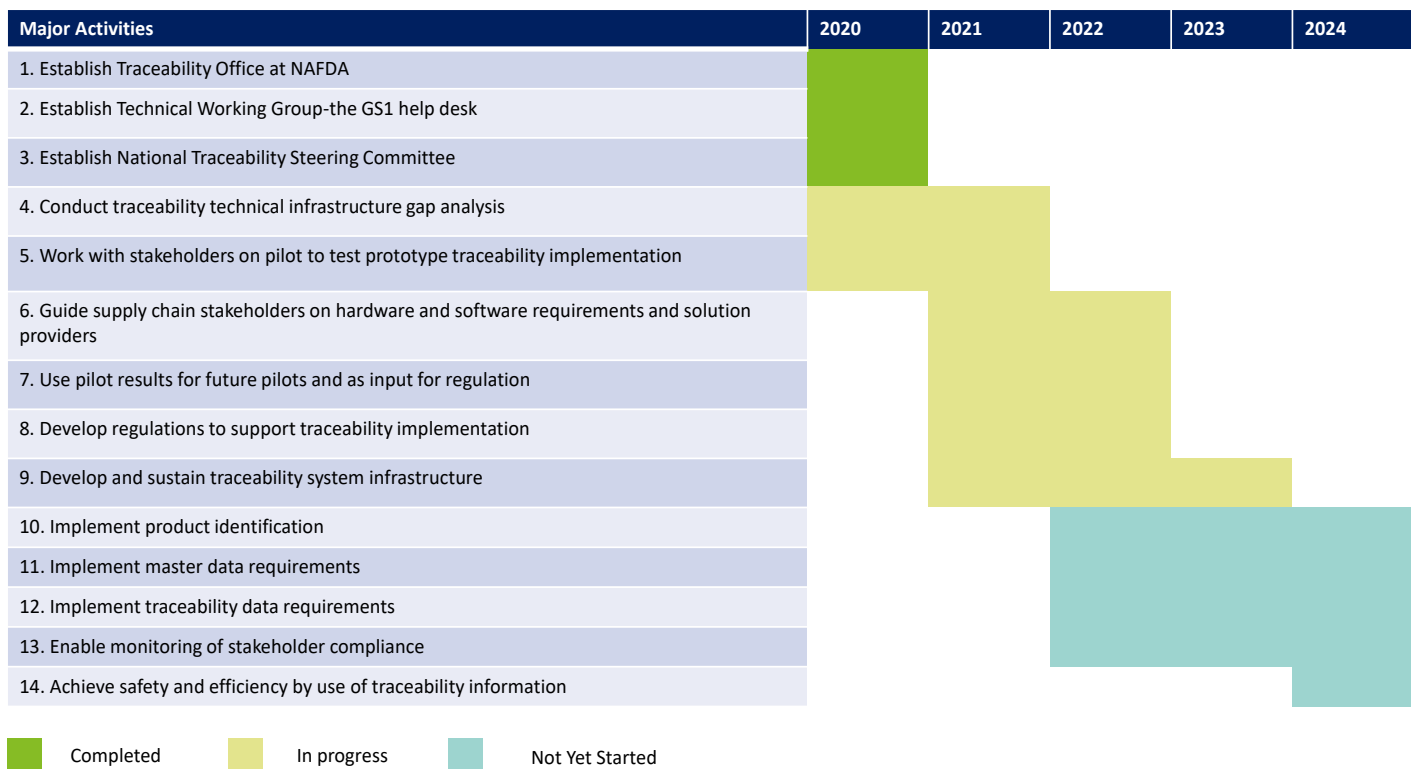 Major Activities 2020 2021 2022 2023 2024
1. Establish Traceability Office at NAFDA
2. Establish Technical Working Group-the GS1 help desk
3. Establish National Traceability Steering Committee
4. Conduct traceability technical infrastructure gap analysis
5. Work with stakeholders on pilot to test prototype traceability implementation
6. Guide supply chain stakeholders on hardware and software requirements and solution
providers
7. Use pilot results for future pilots and as input for regulation
8. Develop regulations to support traceability implementation
9. Develop and sustain traceability system infrastructure
10. Implement product identification
11. Implement master data requirements
12. Implement traceability data requirements
13. Enable monitoring of stakeholder compliance
14. Achieve safety and efficiency by use of traceability information
Completed In progress Not Yet Started